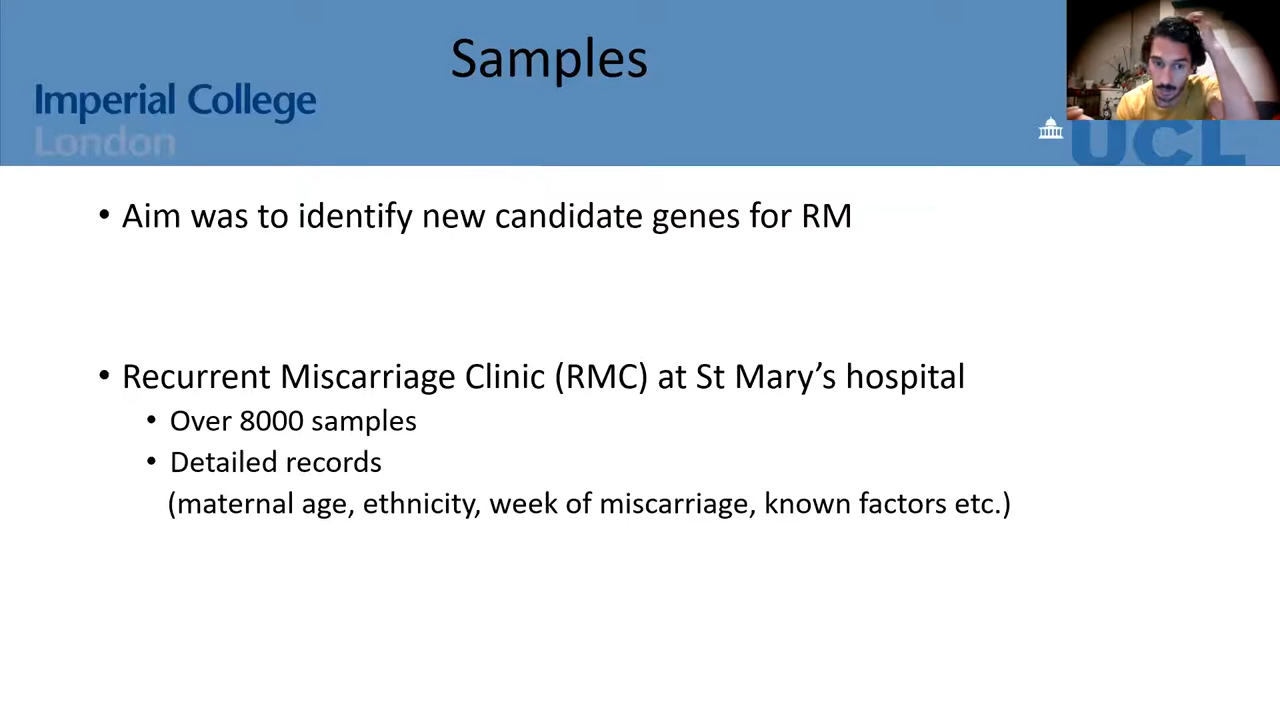 Samples
Imperial College
London
UCL
• Aim was to identify new candidate genes for RM
• Recurrent Miscarriage Clinic (RMC) at St Mary’s hospital
• Over 8000 samples
• Detailed records
(maternal age, ethnicity, week of miscarriage, known factors etc.)